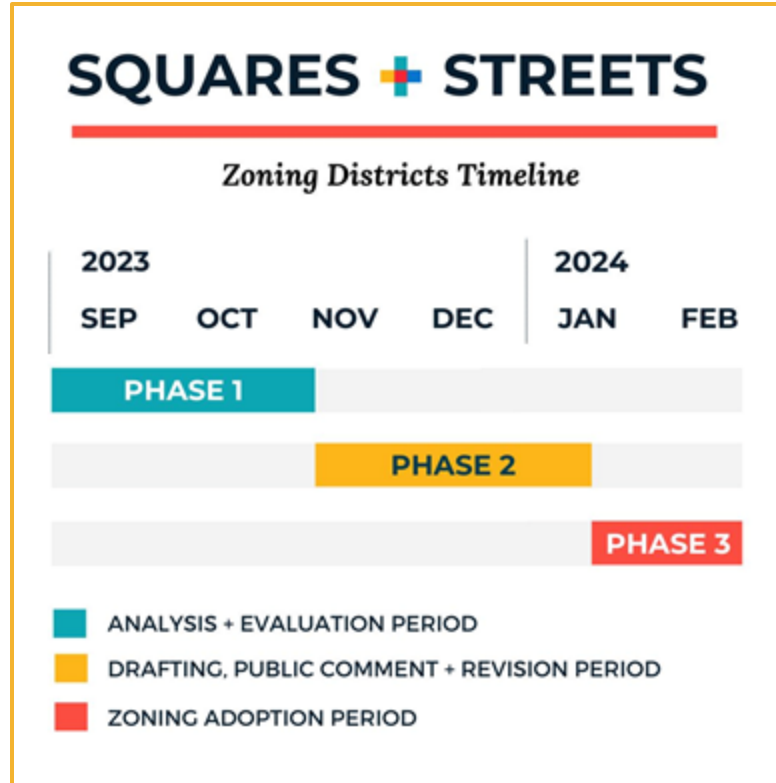 SQUARES + STREETS
Zoning Districts Timeline
2023 2024
SEP OCT NOV DEC JAN FEB
PHASE 1
PHASE 2
PHASE 3
ANALYSIS + EVALUATION PERIOD
DRAFTING, PUBLIC COMMENT + REVISION PERIOD
ZONING ADOPTION PERIOD